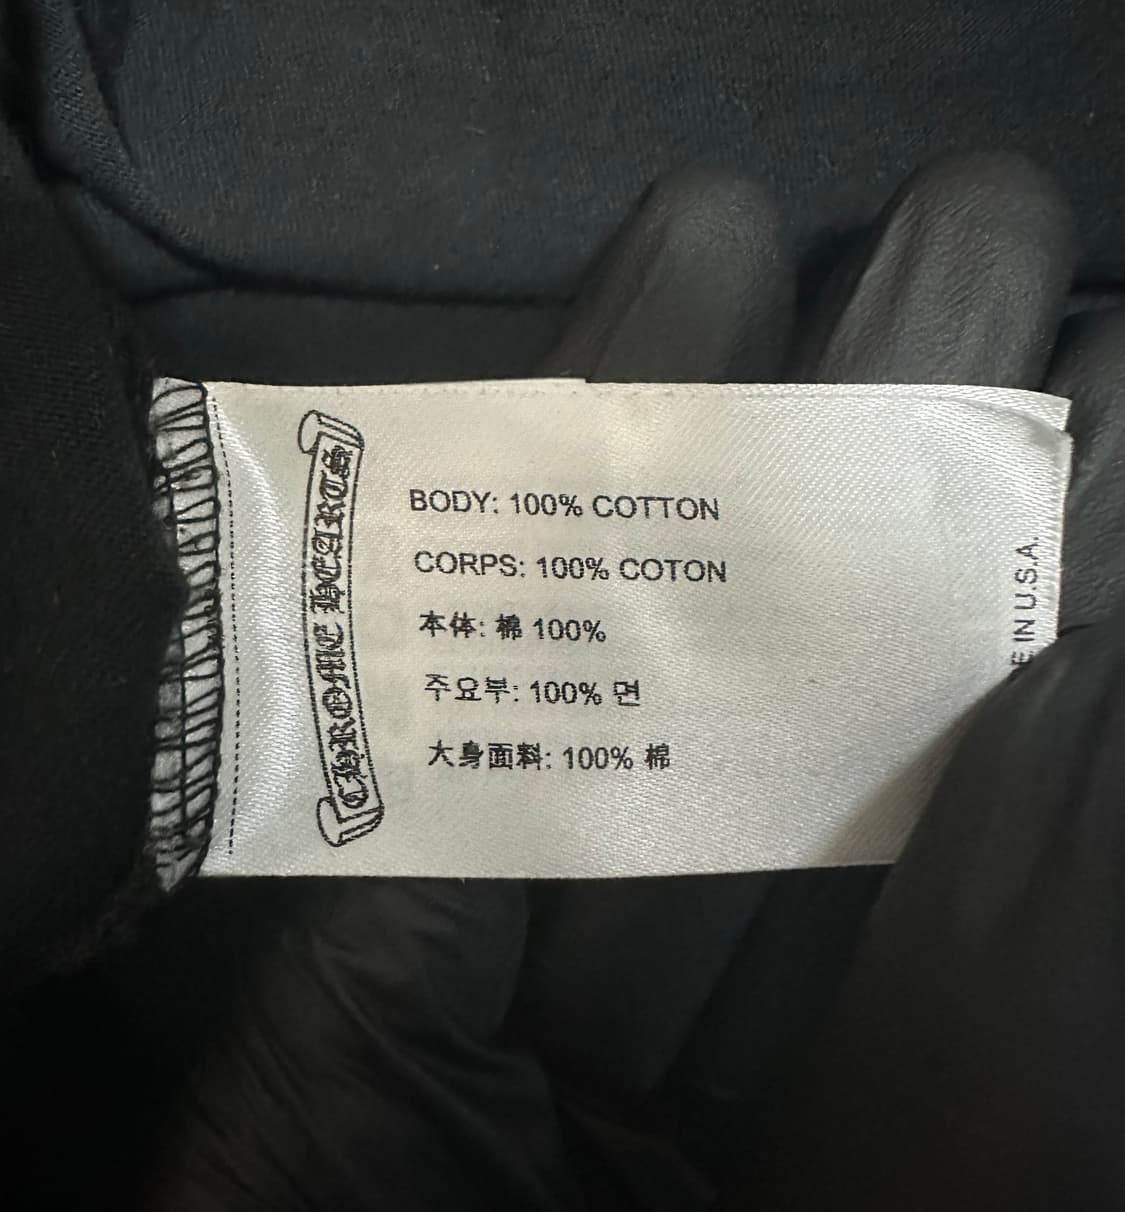 CHROME HEARTS
BODY: 100% COTTON
CORPS: 100% COTON
本体: 棉 100%
주요부: 100% 면
大身面料: 100% 棉
IN U.S.A.